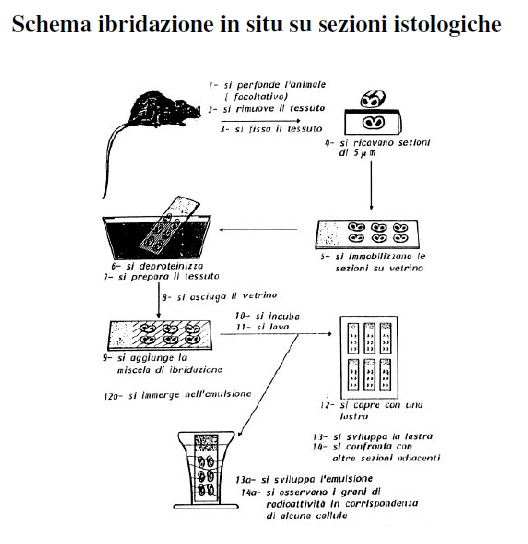 Schema ibridazione in situ su sezioni istologiche
1- si perfonde l'animale
( facoltativo)
2- si rimuove il tessuto
3- si fissa il tessuto
4- si ricavano sezioni
di 5 μm
5- si immobilizzano le
sezioni su vetrino
6- si deproteinizza
7- si prepara il tessuto
8- si asciuga il vetrino
9- si aggiunge la
miscela di ibridazione
10- si incuba
11- si lava
12- si copre con una
lastra
13- si sviluppa la lastra
14- si confronta con
altre sezioni adiacenti
12a- si immerge nell'emulsione
13a- si sviluppa l'emulsione
14a- si osservano i grani di
radioattività in corrispondenza
di alcune cellule